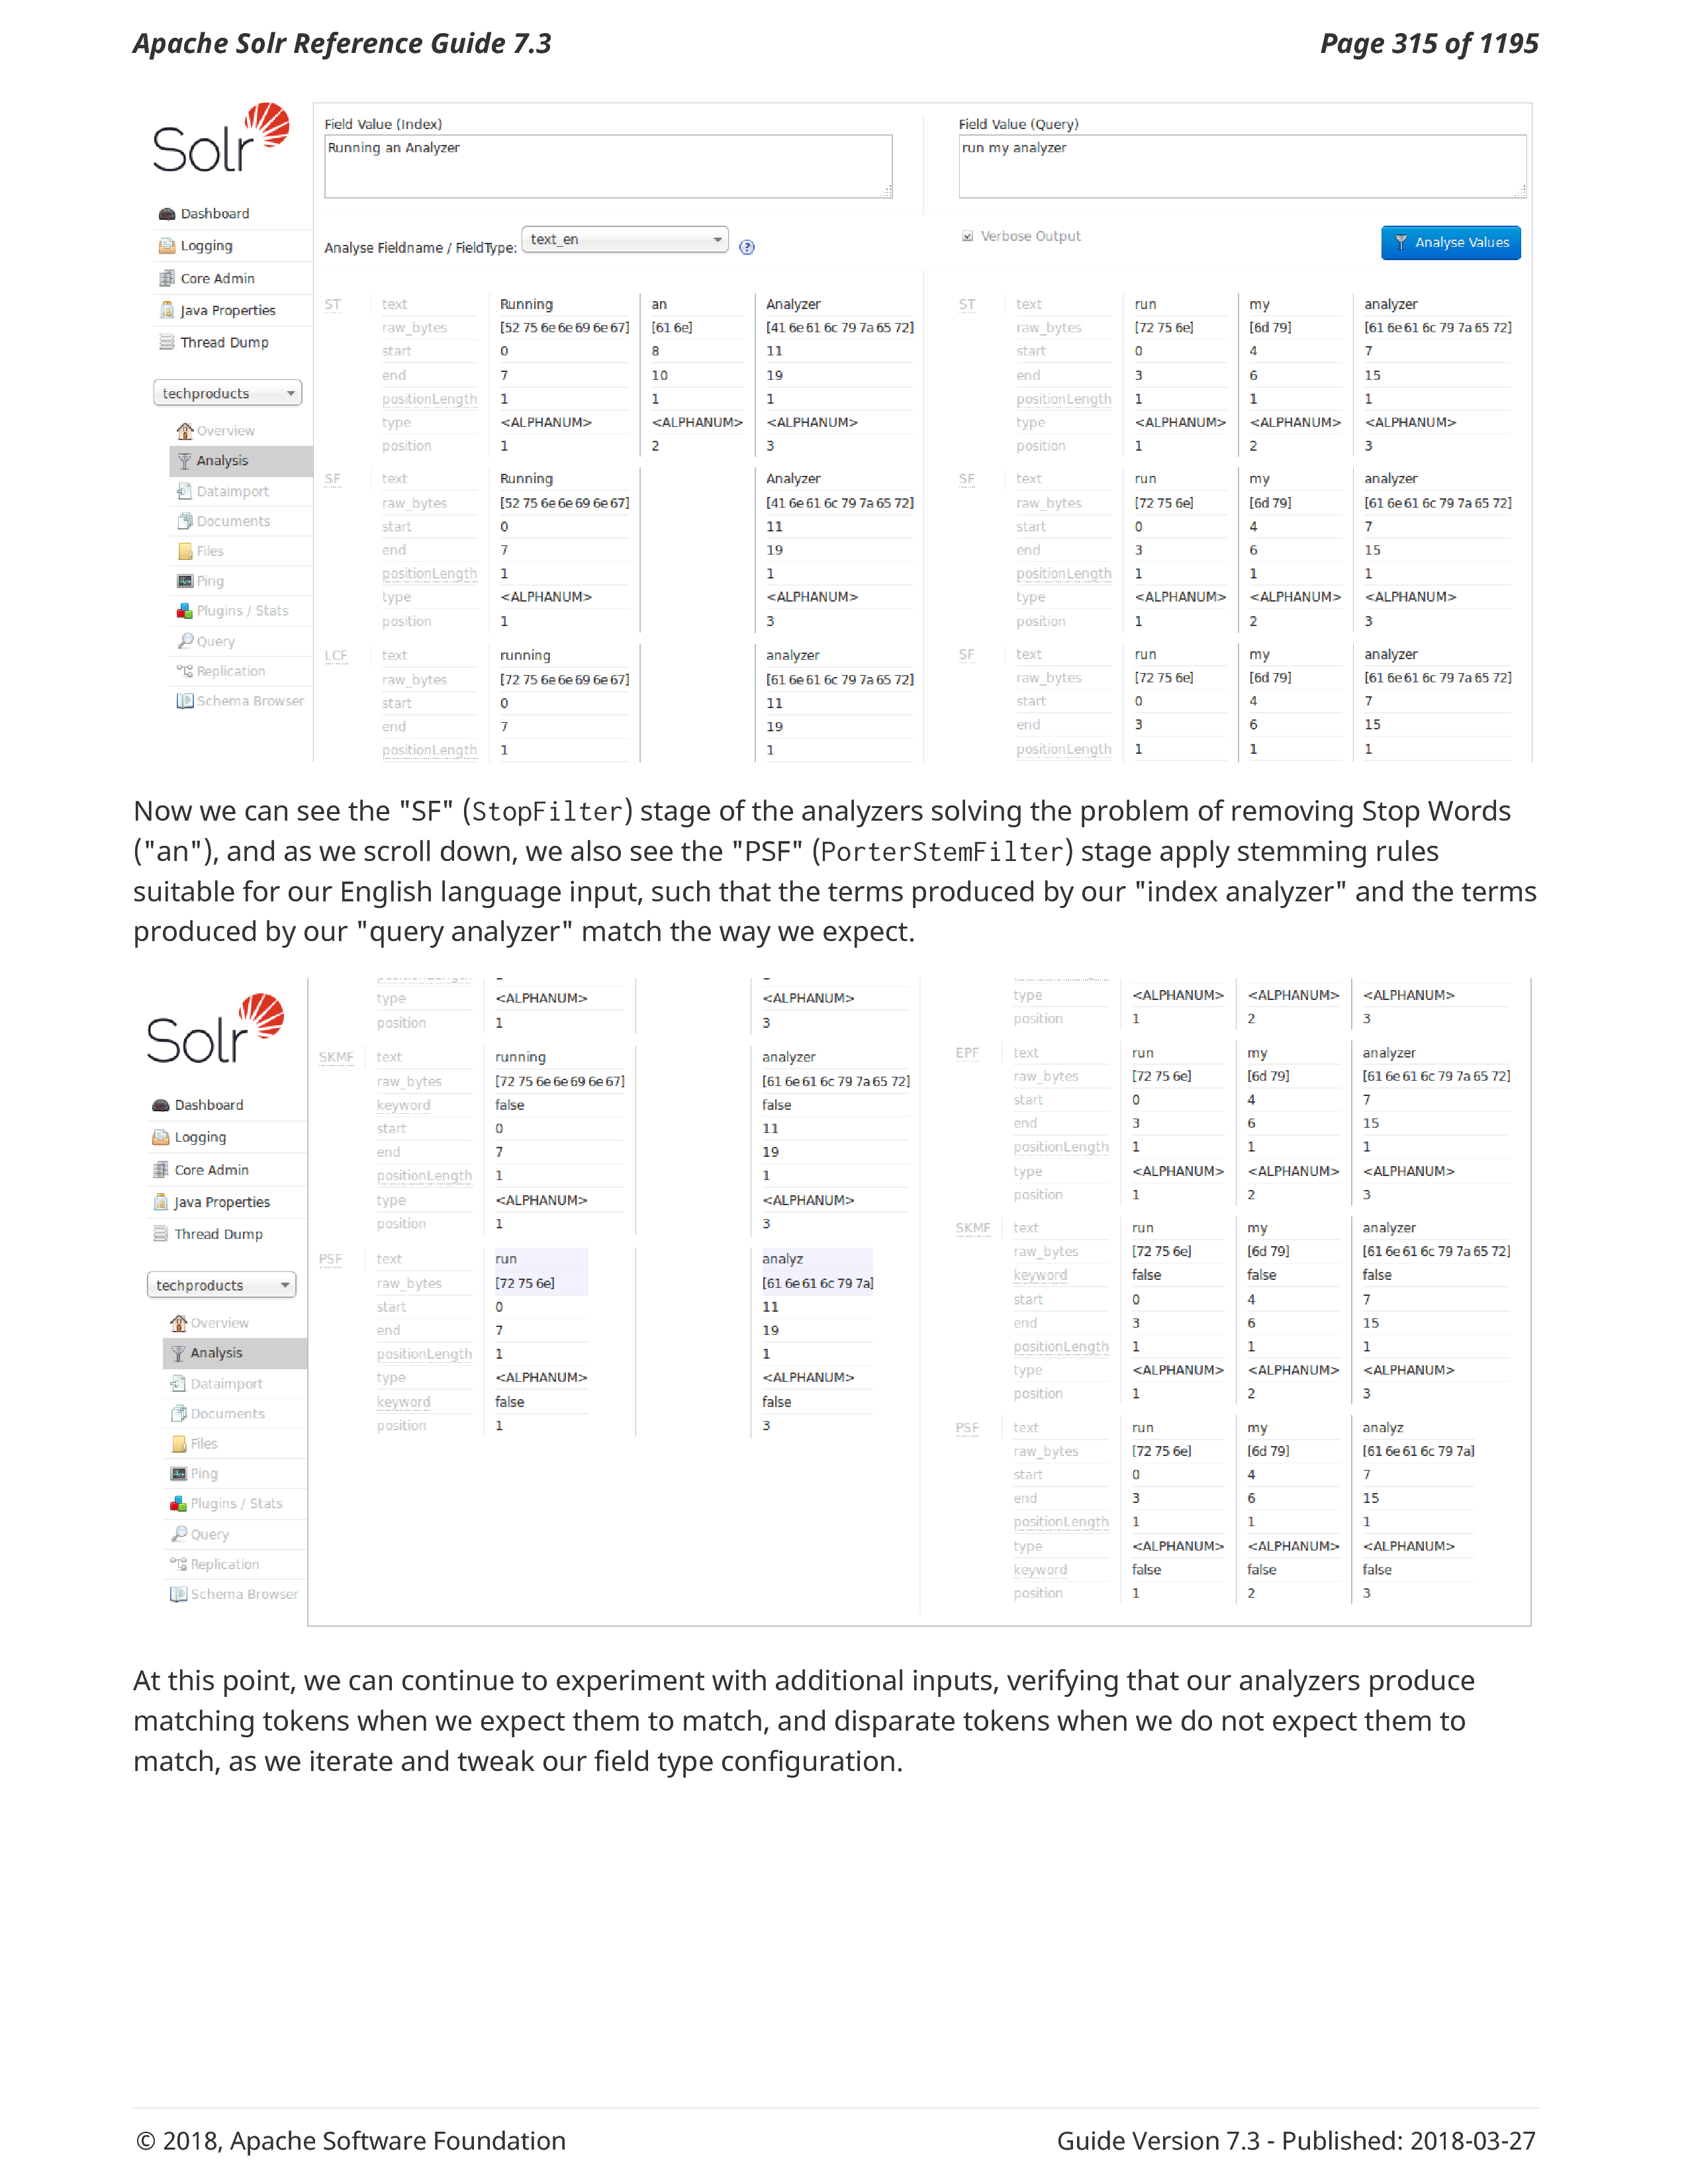 Apache Solr Reference Guide 7.3 Page 315 of 1195
Solr
Dashboard
Logging
Core Admin
Java Properties
Thread Dump
techproducts
Overview
Analysis
Dataimport
Documents
Files
Ping
Plugins / Stats
Query
Replication
Schema Browser
Field Value (Index)
Running an Analyzer
Field Value (Query)
run my analyzer
Analyse Fieldname / FieldType: text_en ?
Verbose Output Analyse Values
ST text Running an Analyzer
raw_bytes [52 75 6e 6e 69 6e 67] [61 6e] [41 6e 61 6c 79 7a 65 72]
start 0 8 11
end 7 10 19
positionLength 1 1 1
type <ALPHANUM> <ALPHANUM> <ALPHANUM>
position 1 2 3
SF text Running Analyzer
raw_bytes [52 75 6e 6e 69 6e 67] [41 6e 61 6c 79 7a 65 72]
start 0 11
end 7 19
positionLength 1 1
type <ALPHANUM> <ALPHANUM>
position 1 3
LCF text running analyzer
raw_bytes [72 75 6e 6e 69 6e 67] [61 6e 61 6c 79 7a 65 72]
start 0 11
end 7 19
positionLength 1 1
ST text run my analyzer
raw_bytes [72 75 6e] [6d 79] [61 6e 61 6c 79 7a 65 72]
start 0 4 7
end 3 6 15
positionLength 1 1 1
type <ALPHANUM> <ALPHANUM> <ALPHANUM>
position 1 2 3
SF text run my analyzer
raw_bytes [72 75 6e] [6d 79] [61 6e 61 6c 79 7a 65 72]
start 0 4 7
end 3 6 15
positionLength 1 1 1
type <ALPHANUM> <ALPHANUM> <ALPHANUM>
position 1 2 3
SF text run my analyzer
raw_bytes [72 75 6e] [6d 79] [61 6e 61 6c 79 7a 65 72]
start 0 4 7
end 3 6 15
positionLength 1 1 1
Now we can see the "SF" (StopFilter) stage of the analyzers solving the problem of removing Stop Words
("an"), and as we scroll down, we also see the "PSF" (PorterStemFilter) stage apply stemming rules
suitable for our English language input, such that the terms produced by our "index analyzer" and the terms
produced by our "query analyzer" match the way we expect.
Solr
Dashboard
Logging
Core Admin
Java Properties
Thread Dump
techproducts
Overview
Analysis
Dataimport
Documents
Files
Ping
Plugins / Stats
Query
Replication
Schema Browser
type <ALPHANUM> <ALPHANUM>
position 1 3
SKMF text running analyzer
raw_bytes [72 75 6e 6e 69 6e 67] [61 6e 61 6c 79 7a 65 72]
keyword false false
start 0 11
end 7 19
positionLength 1 1
type <ALPHANUM> <ALPHANUM>
position 1 3
PSF text run analyz
raw_bytes [72 75 6e] [61 6e 61 6c 79 7a]
start 0 11
end 7 19
positionLength 1 1
type <ALPHANUM> <ALPHANUM>
keyword false false
position 1 3
type <ALPHANUM> <ALPHANUM> <ALPHANUM>
position 1 2 3
EPF text run my analyzer
raw_bytes [72 75 6e] [6d 79] [61 6e 61 6c 79 7a 65 72]
start 0 4 7
end 3 6 15
positionLength 1 1 1
type <ALPHANUM> <ALPHANUM> <ALPHANUM>
position 1 2 3
SKMF text run my analyzer
raw_bytes [72 75 6e] [6d 79] [61 6e 61 6c 79 7a 65 72]
keyword false false false
start 0 4 7
end 3 6 15
positionLength 1 1 1
type <ALPHANUM> <ALPHANUM> <ALPHANUM>
position 1 2 3
PSF text run my analyz
raw_bytes [72 75 6e] [6d 79] [61 6e 61 6c 79 7a]
start 0 4 7
end 3 6 15
positionLength 1 1 1
type <ALPHANUM> <ALPHANUM> <ALPHANUM>
keyword false false false
position 1 2 3
At this point, we can continue to experiment with additional inputs, verifying that our analyzers produce
matching tokens when we expect them to match, and disparate tokens when we do not expect them to
match, as we iterate and tweak our field type configuration.
© 2018, Apache Software Foundation Guide Version 7.3 - Published: 2018-03-27